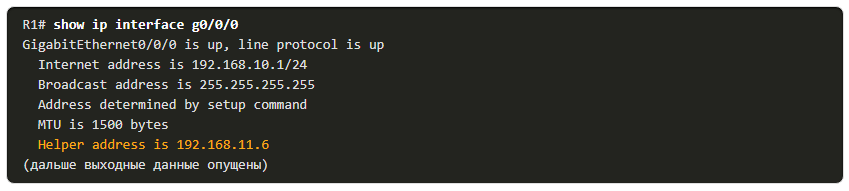 R1# show ip interface g0/0/0
GigabitEthernet0/0/0 is up, line protocol is up
Internet address is 192.168.10.1/24
Broadcast address is 255.255.255.255
Address determined by setup command
MTU is 1500 bytes
Helper address is 192.168.11.6
(дальше выходные данные опущены)